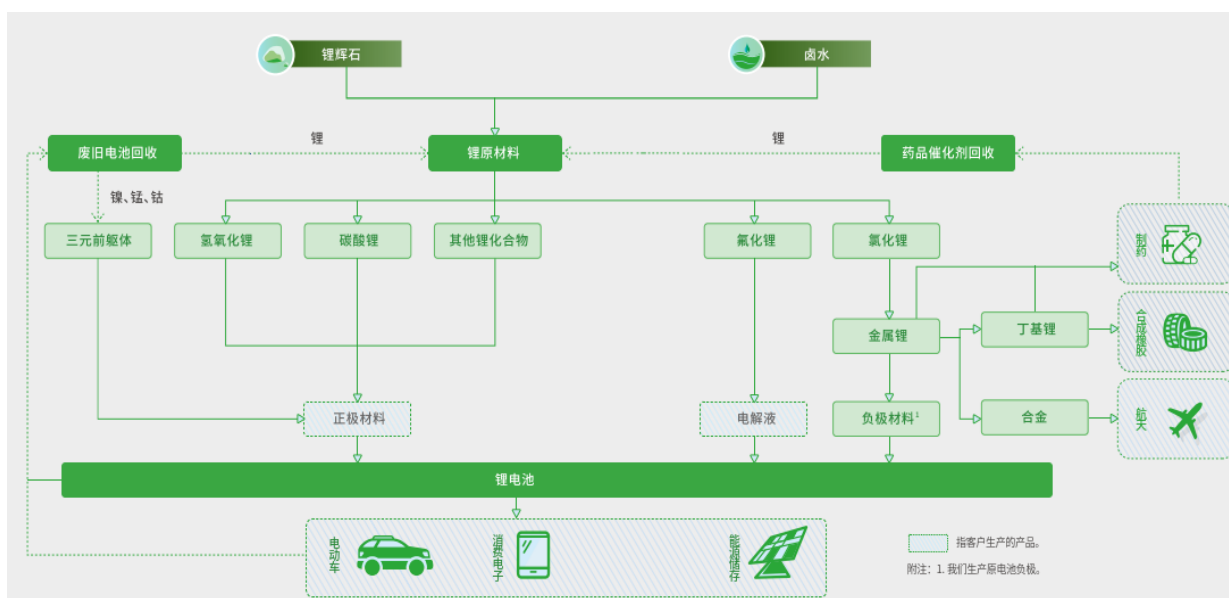 锂辉石
卤水
废旧电池回收
锂
锂原材料
锂
药品催化剂回收
镍、锰、钴
三元前躯体
氢氧化锂
碳酸锂
其他锂化合物
氟化锂
氯化锂
制药
金属锂
丁基锂
合成橡胶
正极材料
电解液
负极材料1
合金
航天
锂电池
电动车
消费电子
能源储存
指客户生产的产品。
附注：1. 我们生产原电池负极。